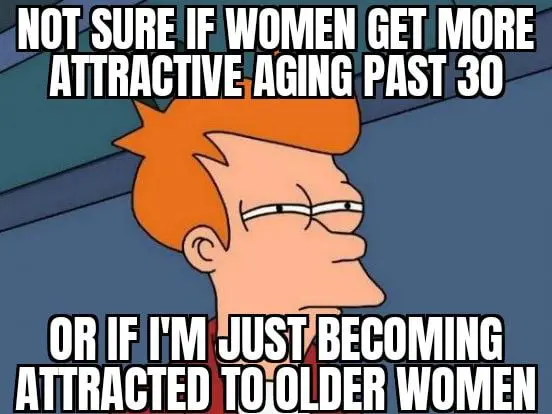 NOT SURE IF WOMEN GET MORE
ATTRACTIVE AGING PAST 30
OR IF I'M JUST BECOMING
ATTRACTED TO OLDER WOMEN